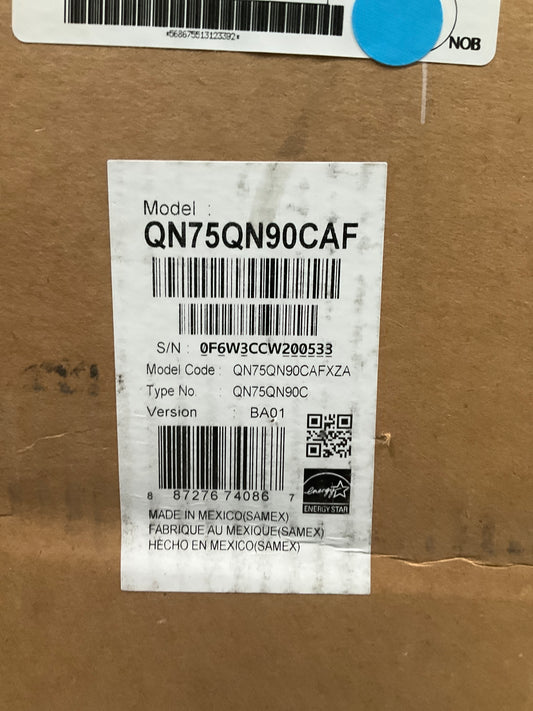 *568675513123392*
NOB
Model :
QN75QN90CAF
S/N : 0F6W3CCW200533
Model Code : QN75QN90CAFXZA
Type No. : QN75QN90C
Version : BA01
8 87276 74086 7
energy
ENERGY STAR
MADE IN MEXICO(SAMEX)
FABRIQUE AU MEXIQUE(SAMEX)
HECHO EN MEXICO(SAMEX)